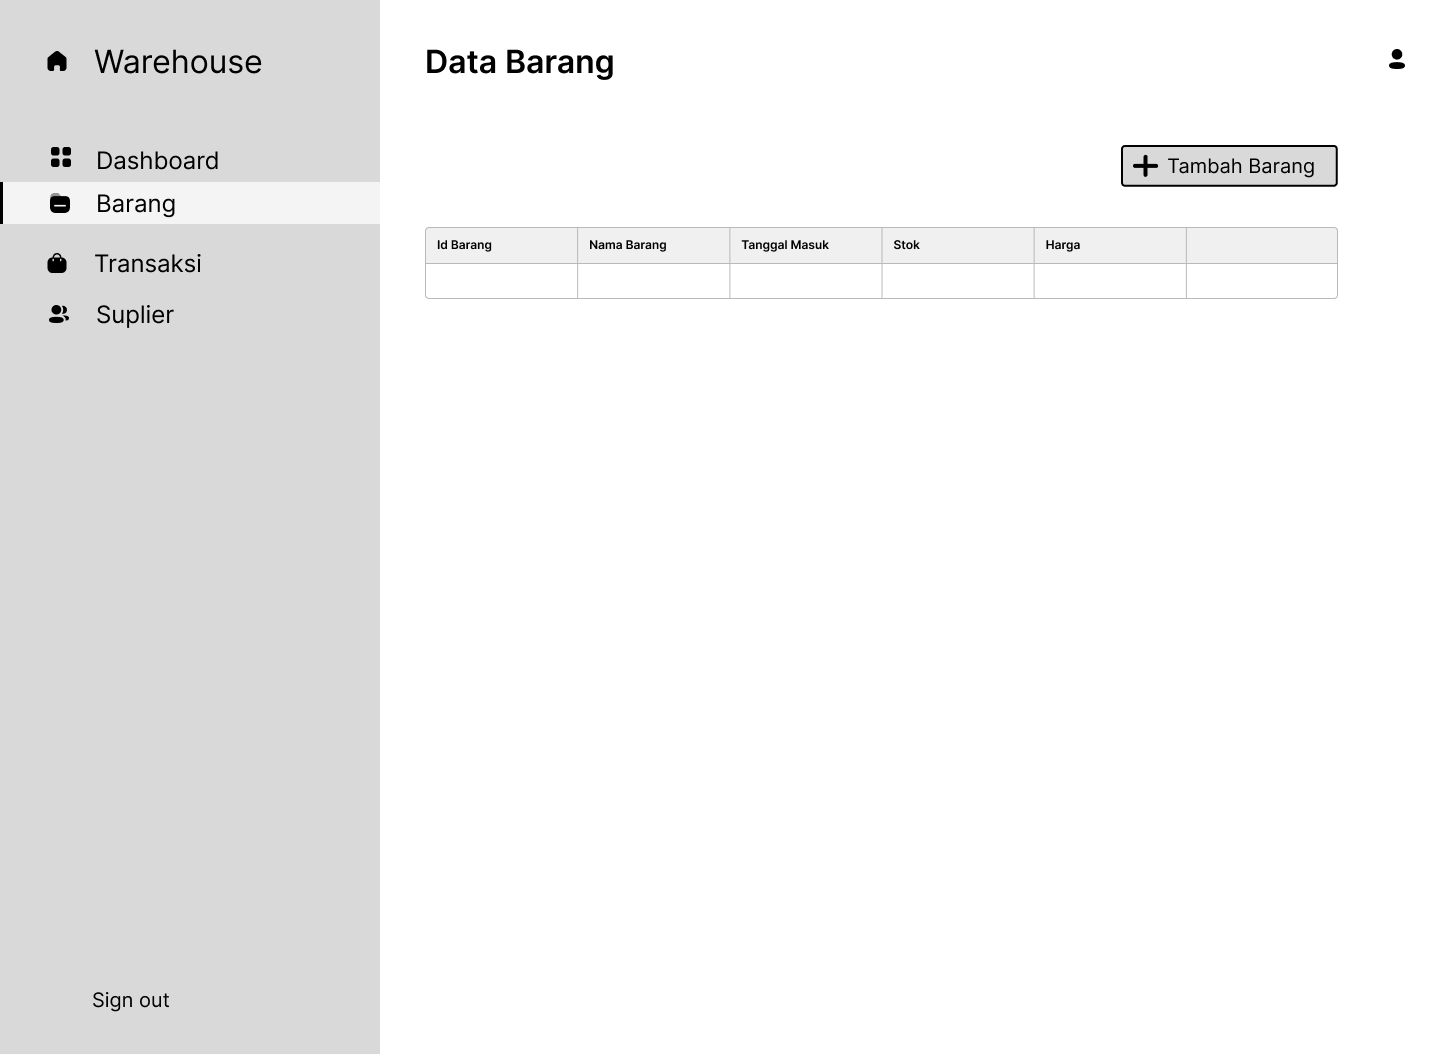 Warehouse
Dashboard
Barang
Transaksi
Suplier
Sign out
Data Barang
Tambah Barang
Id Barang Nama Barang Tanggal Masuk Stok Harga